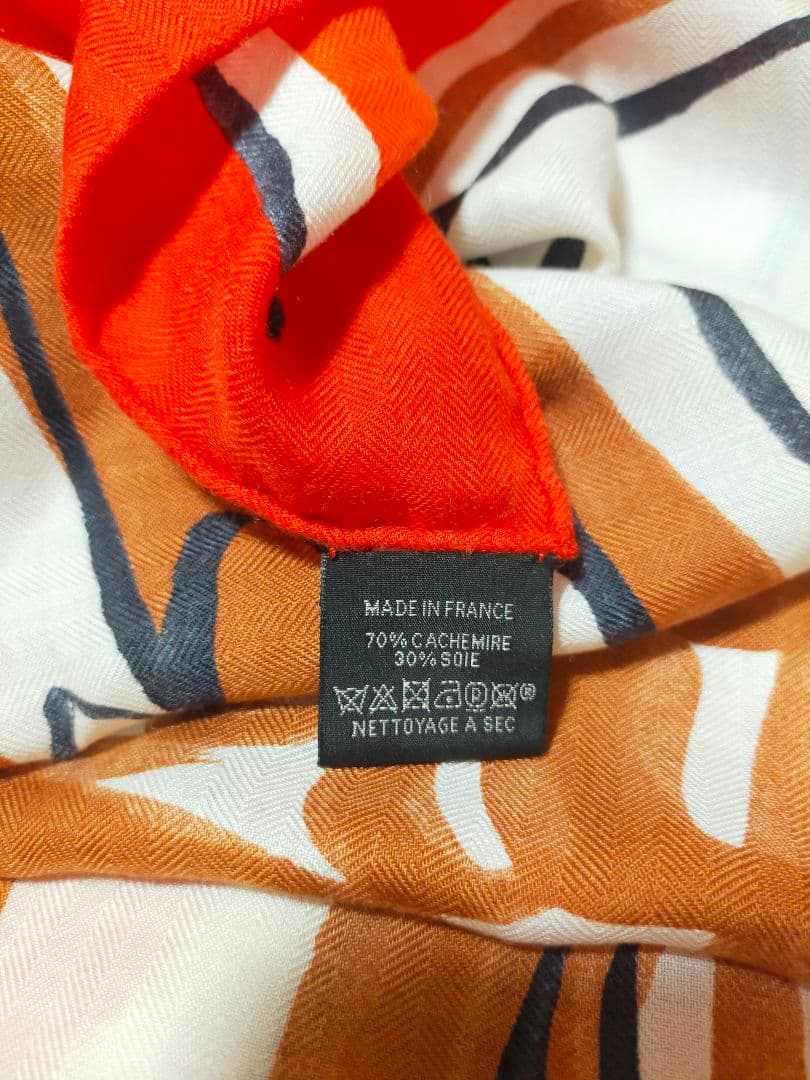 MADE IN FRANCE
70% CACHEMIRE
30% SOIE
P ®
NETTOYAGE A SEC